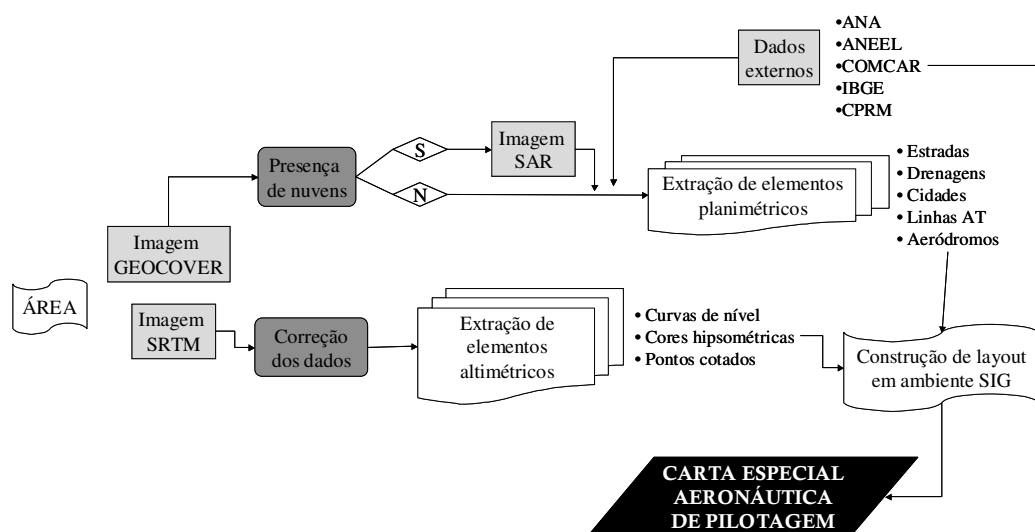 Dados
externos
•ANA
•ANEEL
•COMCAR
•IBGE
•CPRM
Presença
de nuvens
S
N
Imagem
SAR
Extração de elementos
planimétricos
• Estradas
• Drenagens
• Cidades
• Linhas AT
• Aeródromos
Imagem
GEOCOVER
ÁREA
Imagem
SRTM
Correção
dos dados
Extração de
elementos
altimétricos
• Curvas de nível
• Cores hipsométricas
• Pontos cotados
Construção de layout
em ambiente SIG
CARTA ESPECIAL
AERONÁUTICA
DE PILOTAGEM